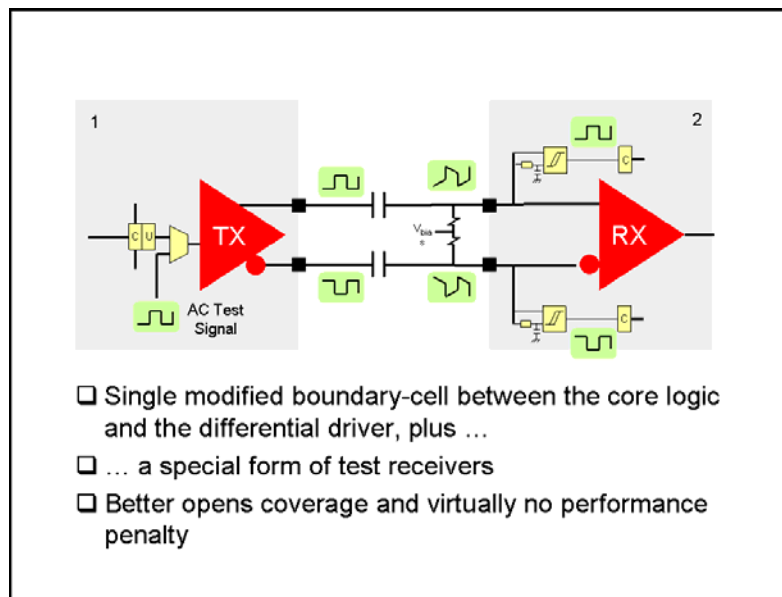 1
2
TX
RX
C U
C
C
V bia
s
AC Test
Signal
❑ Single modified boundary-cell between the core logic
and the differential driver, plus …
❑ … a special form of test receivers
❑ Better opens coverage and virtually no performance
penalty